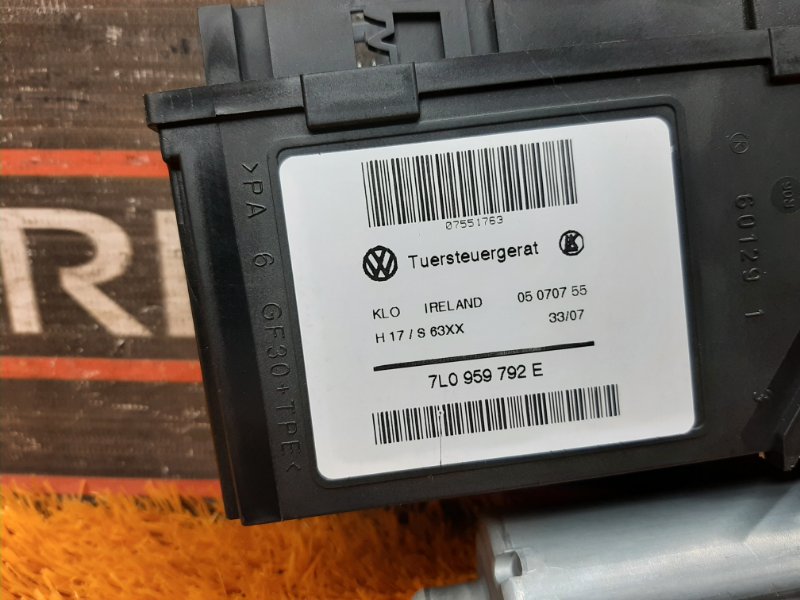 07551763
Tuersteuergerat
KLO IRELAND 05 0707 55
H 17 / S 63XX 33/07
7L0 959 792 E
>PA 6 GF30+TPE<
60129 1